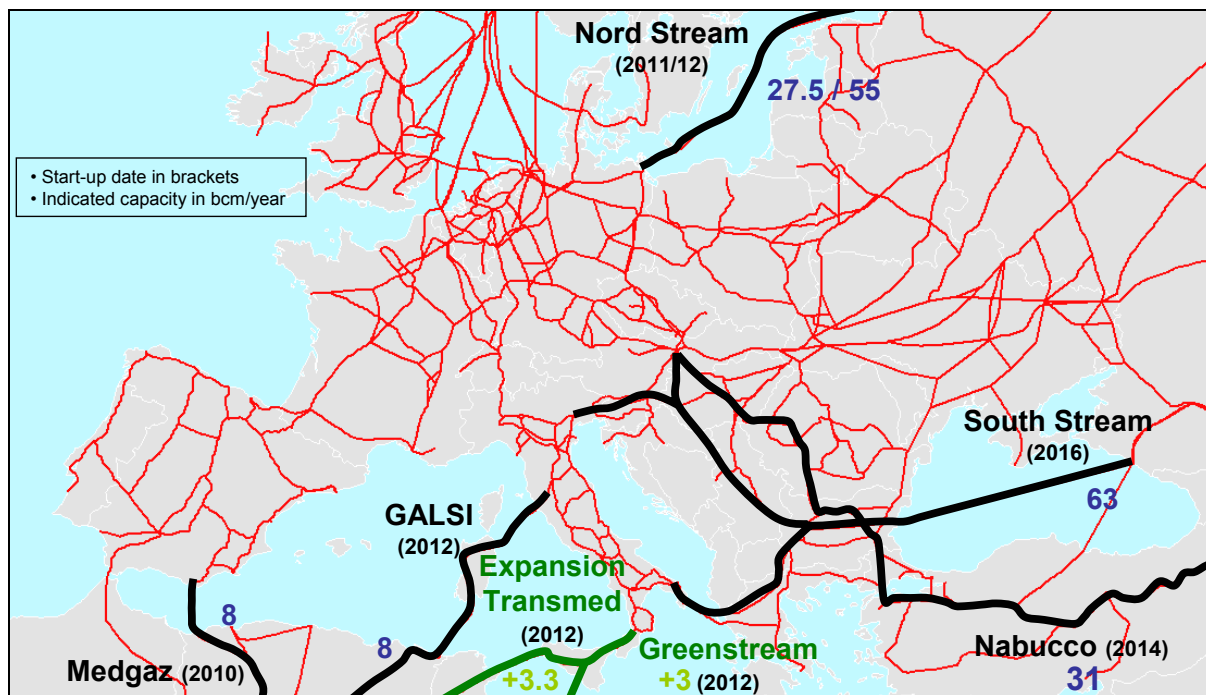 Nord Stream
(2011/12)
27.5 / 55
• Start-up date in brackets
• Indicated capacity in bcm/year
South Stream
(2016)
63
GALSI
(2012)
Expansion
Transmed
(2012)
+3.3
8
8
Medgaz (2010)
Greenstream
+3 (2012)
Nabucco (2014)
31